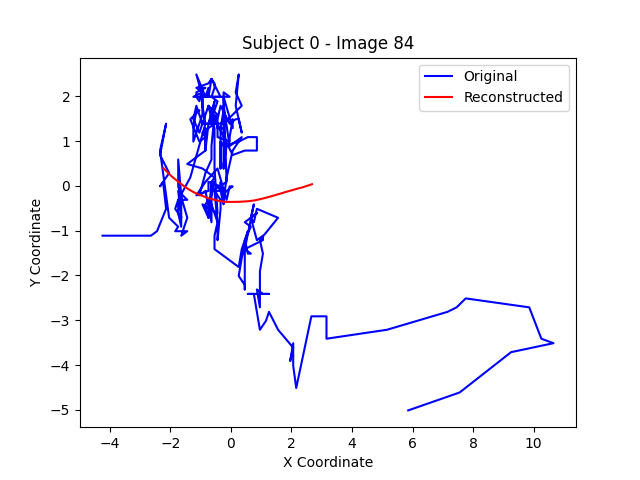 Subject 0 - Image 84
Original
Reconstructed
2
1
0
−1
−2
−3
−4
−5
Y Coordinate
−4 −2 0 2 4 6 8 10
X Coordinate